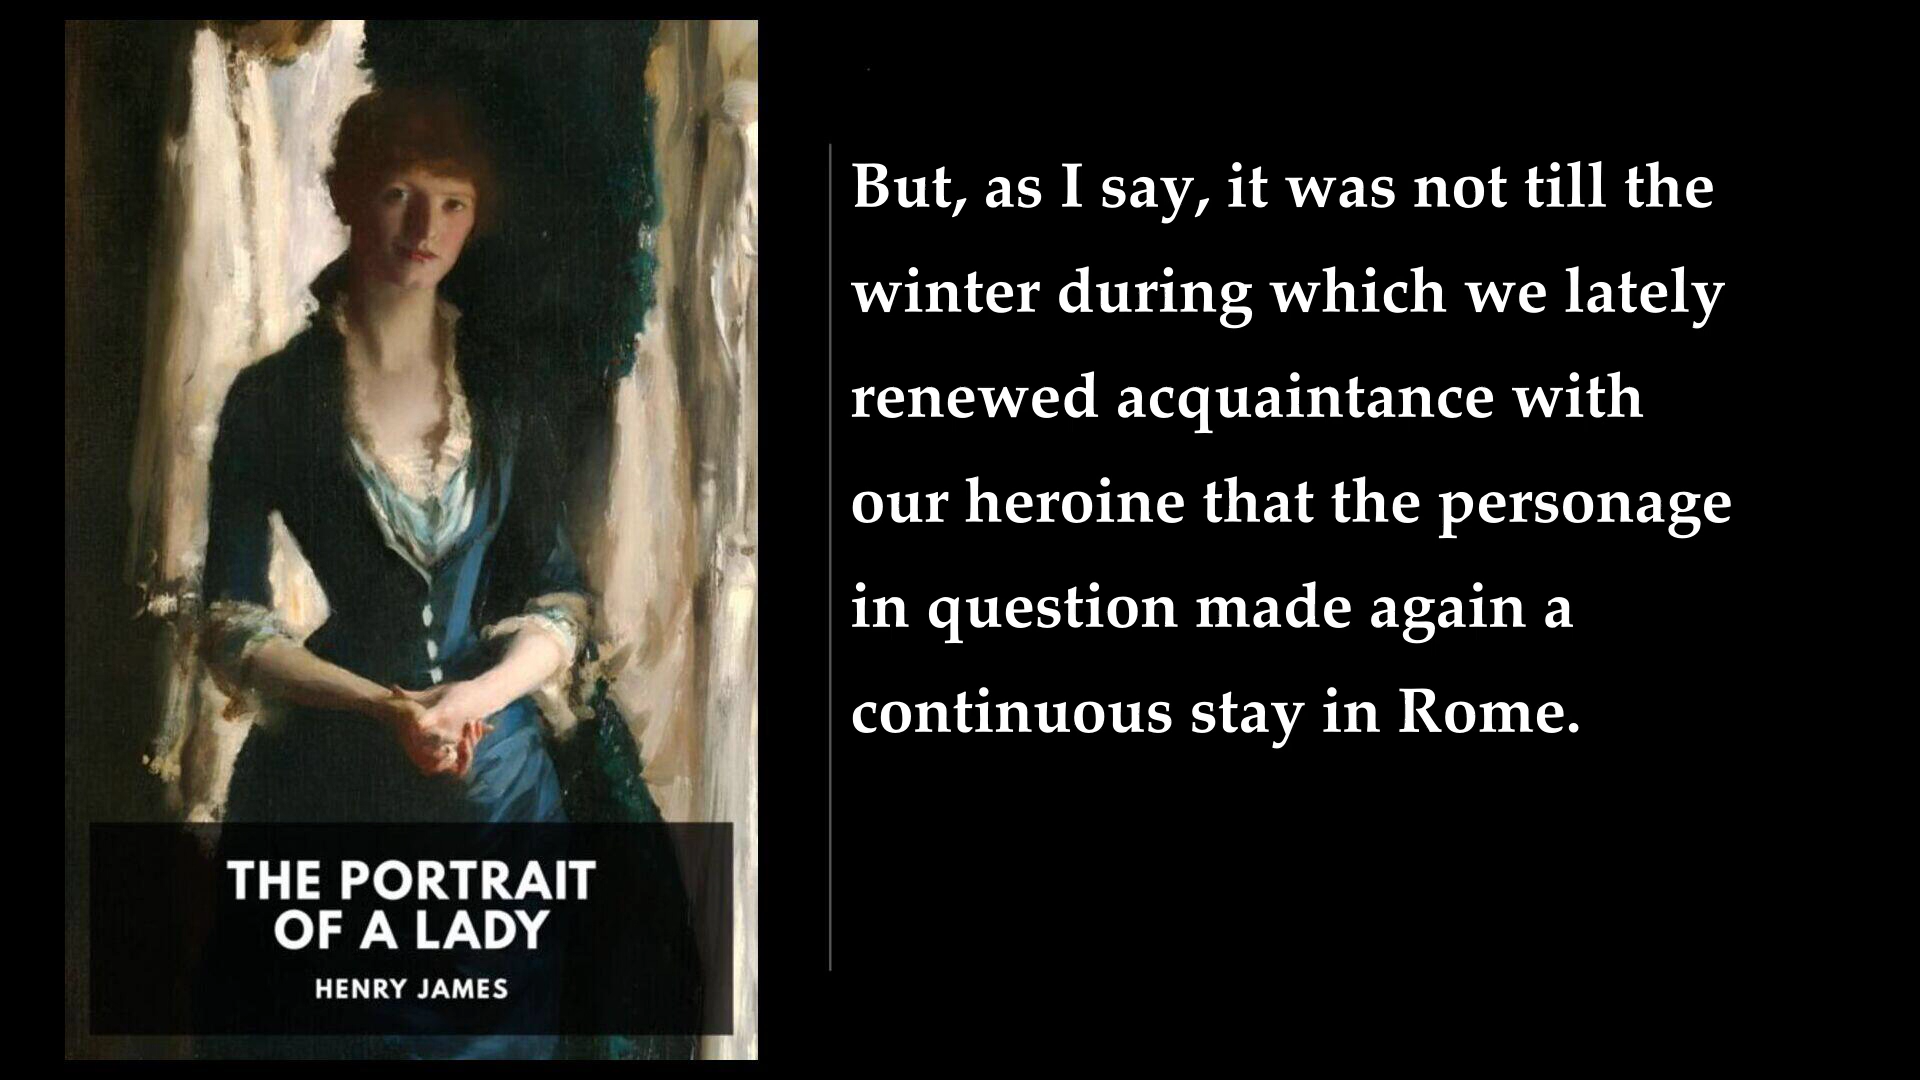 THE PORTRAIT
OF A LADY
HENRY JAMES
But, as I say, it was not till the
winter during which we lately
renewed acquaintance with
our heroine that the personage
in question made again a
continuous stay in Rome.